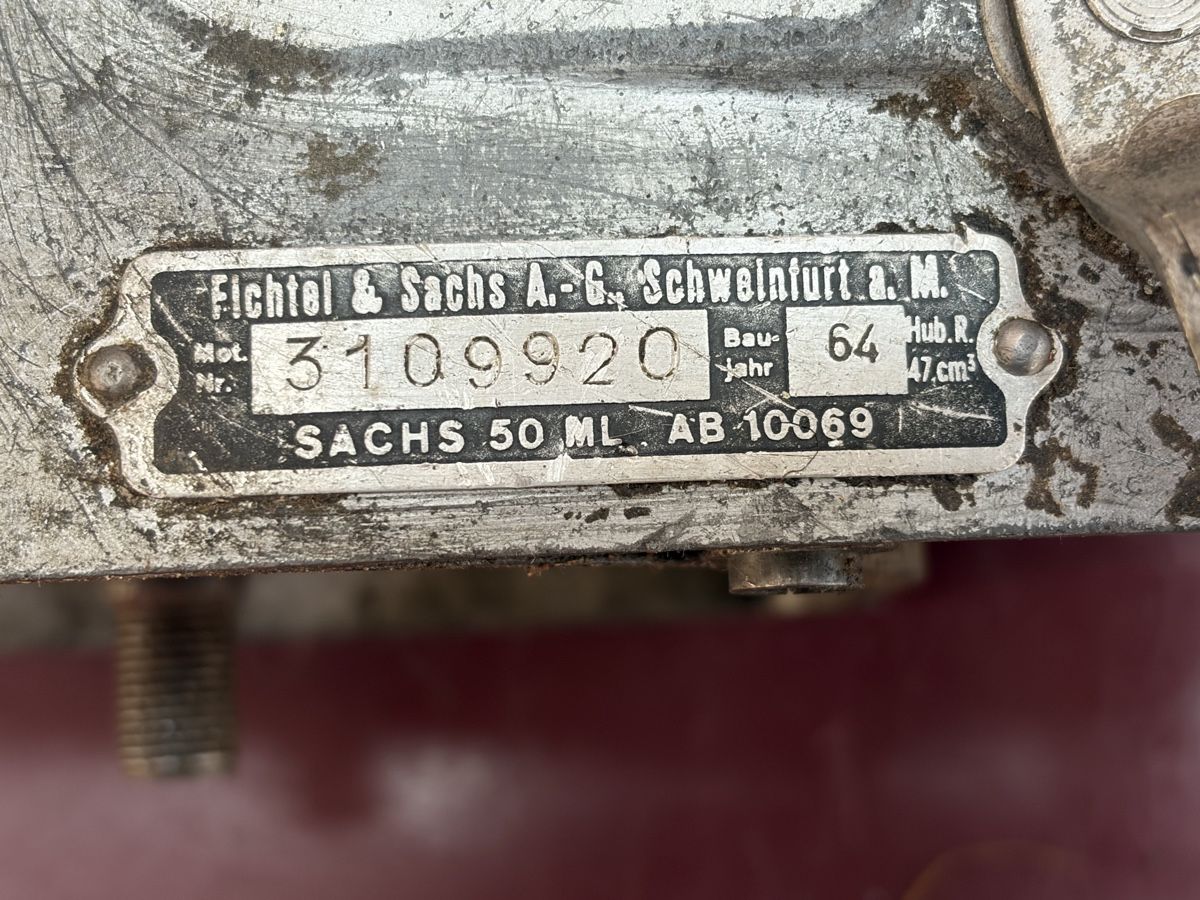 Fichtel & Sachs A.-G., Schweinfurt a. M.
Mot. Nr. 3109920 Bau-jahr 64 Hub.R. 47.cm³
SACHS 50 ML AB 10069